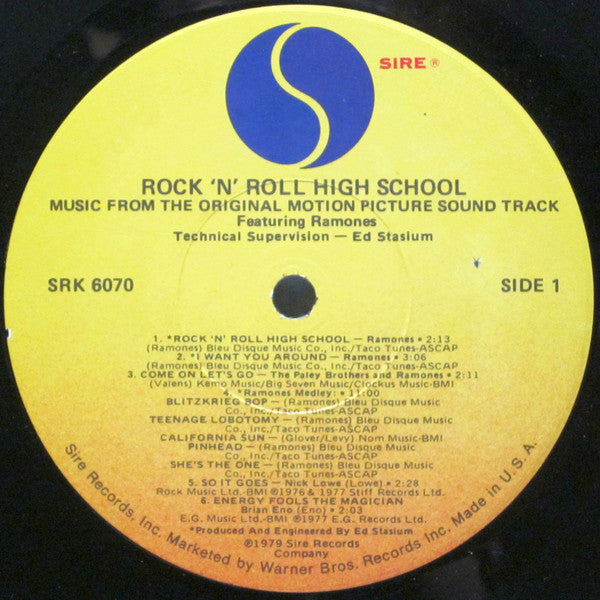 SIRE ®
ROCK 'N' ROLL HIGH SCHOOL
MUSIC FROM THE ORIGINAL MOTION PICTURE SOUND TRACK
Featuring Ramones
Technical Supervision — Ed Stasium
SRK 6070
SIDE 1
1. *ROCK 'N' ROLL HIGH SCHOOL — Ramones • 2:13
(Ramones) Bleu Disque Music Co., Inc./Taco Tunes-ASCAP
2. *I WANT YOU AROUND — Ramones • 3:06
(Ramones) Bleu Disque Music Co., Inc./Taco Tunes-ASCAP
3. COME ON LET'S GO — The Paley Brothers and Ramones • 2:11
(Valens) Kemo Music/Big Seven Music/Clockus Music-BMI
4. *Ramones Medley: • 11:00
BLITZKRIEG BOP — (Ramones) Bleu Disque Music
Co., Inc./Taco Tunes-ASCAP
TEENAGE LOBOTOMY — (Ramones) Bleu Disque Music
Co., Inc./Taco Tunes-ASCAP
CALIFORNIA SUN — (Glover/Levy) Nom Music-BMI
PINHEAD — (Ramones) Bleu Disque Music
Co., Inc./Taco Tunes-ASCAP
SHE'S THE ONE — (Ramones) Bleu Disque Music
Co., Inc./Taco Tunes-ASCAP
5. SO IT GOES — Nick Lowe (Lowe) • 2:28
Rock Music Ltd.-BMI ℗1976 & 1977 Stiff Records Ltd.
6. ENERGY FOOLS THE MAGICIAN
Brian Eno (Eno) • 2:03
E.G. Music Ltd.-BMI ℗1977 E.G. Records Ltd.
*Produced And Engineered By Ed Stasium
℗1979 Sire Records
Company
Sire Records, Inc. Marketed by Warner Bros. Records Inc. Made in U.S.A.